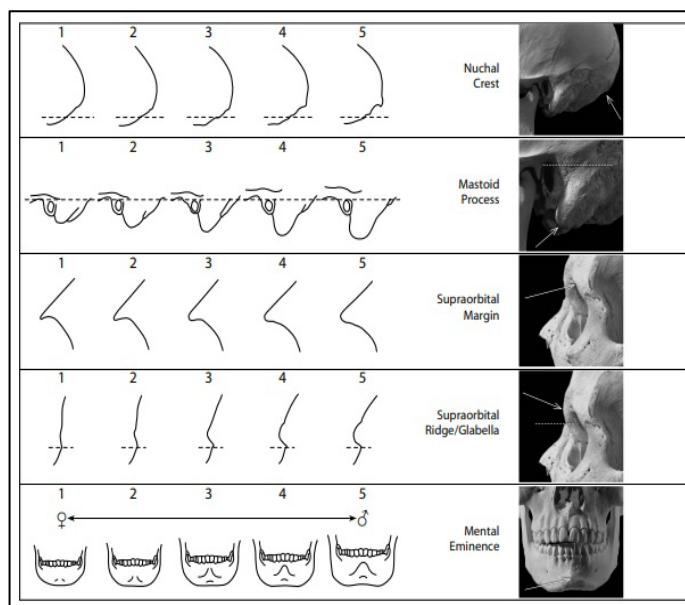 1 2 3 4 5
Nuchal
Crest
1 2 3 4 5
Mastoid
Process
1 2 3 4 5
Supraorbital
Margin
1 2 3 4 5
Supraorbital
Ridge/Glabella
1 2 3 4 5
♀ ♂
Mental
Eminence